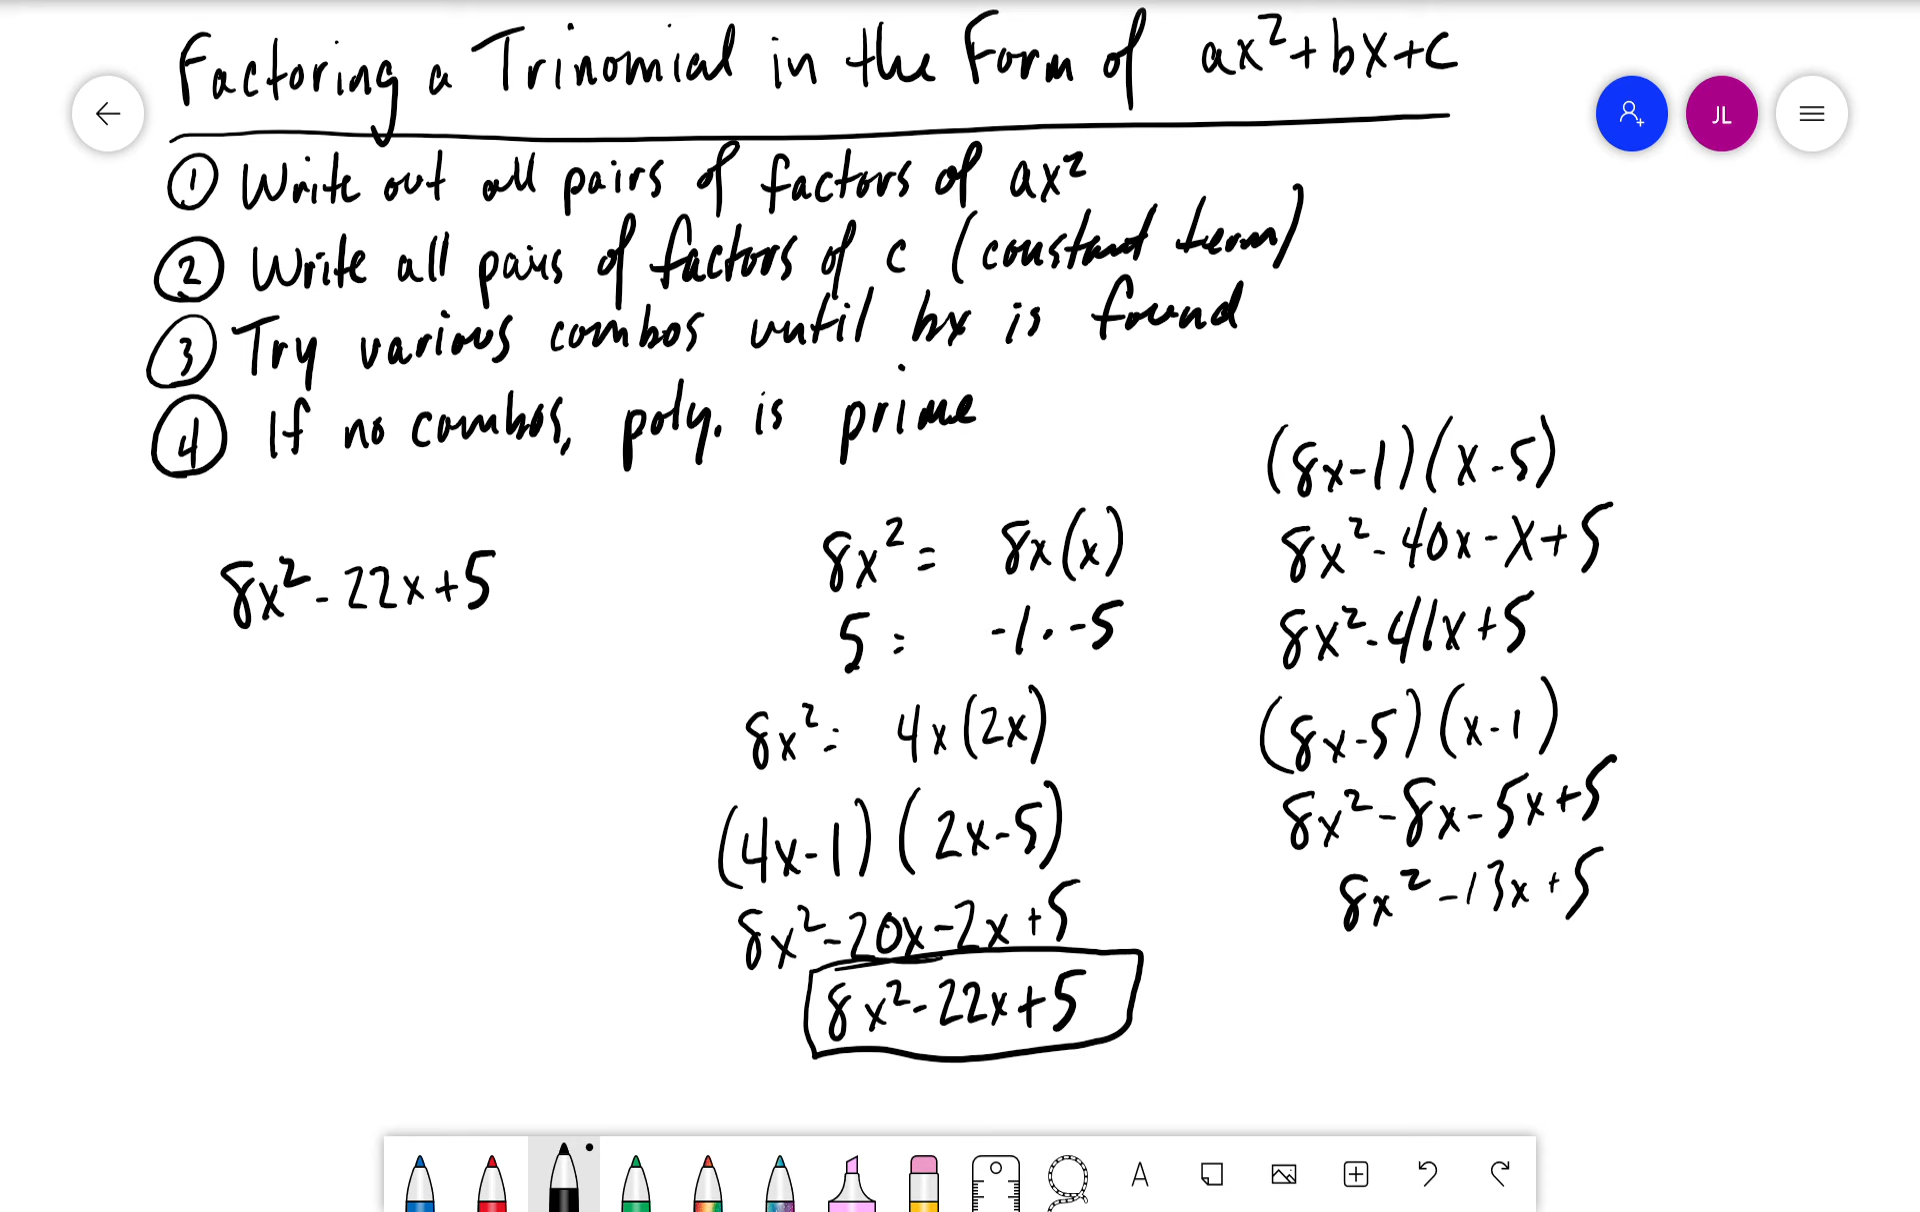 Factoring a Trinomial in the Form of ax²+bx+c
JL
① Write out all pairs of factors of ax²
② Write all pairs of factors of c (constant term)
③ Try various combos until bx is found
④ If no combos, poly. is prime
8x²-22x+5
8x² = 8x(x)
5 = -1·-5
8x² = 4x(2x)
(4x-1)(2x-5)
8x²-20x-2x+5
8x²-22x+5
(8x-1)(x-5)
8x²-40x-x+5
8x²-41x+5
(8x-5)(x-1)
8x²-8x-5x+5
8x²-13x+5
A